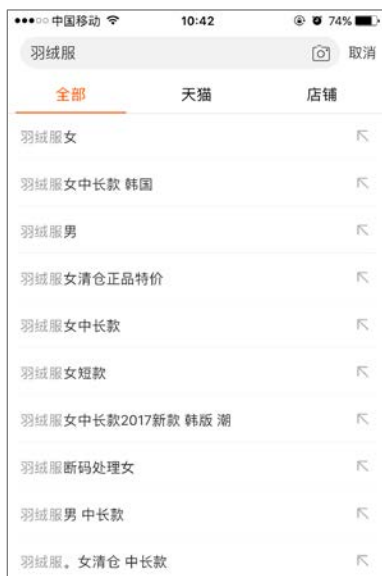 中国移动 10:42 74%
羽绒服 取消
全部 天猫 店铺
羽绒服女
羽绒服女中长款 韩国
羽绒服男
羽绒服女清仓正品特价
羽绒服女中长款
羽绒服女短款
羽绒服女中长款2017新款 韩版 潮
羽绒服断码处理女
羽绒服男 中长款
羽绒服。女清仓 中长款